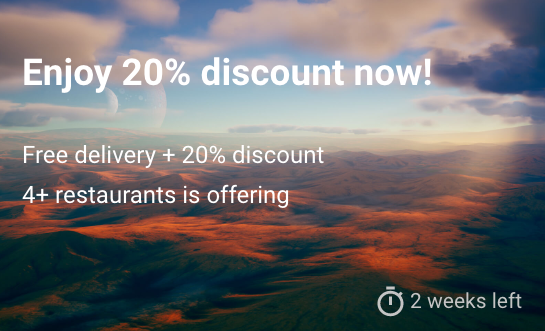 Enjoy 20% discount now!
Free delivery + 20% discount
4+ restaurants is offering
2 weeks left